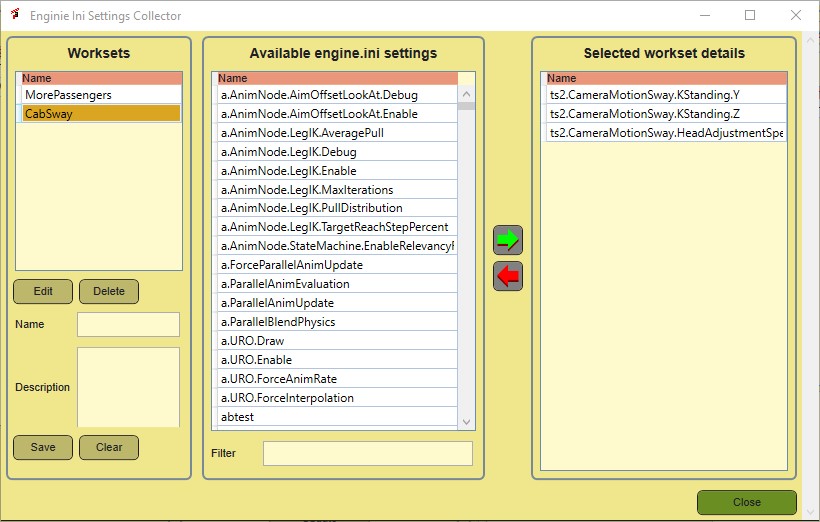 Enginie Ini Settings Collector
Worksets
Name
MorePassengers
CabSway
Edit
Delete
Name
Description
Save
Clear
Available engine.ini settings
Name
a.AnimNode.AimOffsetLookAt.Debug
a.AnimNode.AimOffsetLookAt.Enable
a.AnimNode.LegIK.AveragePull
a.AnimNode.LegIK.Debug
a.AnimNode.LegIK.Enable
a.AnimNode.LegIK.MaxIterations
a.AnimNode.LegIK.PullDistribution
a.AnimNode.LegIK.TargetReachStepPercent
a.AnimNode.StateMachine.EnableRelevancyF
a.ForceParallelAnimUpdate
a.ParallelAnimEvaluation
a.ParallelAnimUpdate
a.ParallelBlendPhysics
a.URO.Draw
a.URO.Enable
a.URO.ForceAnimRate
a.URO.ForceInterpolation
abtest
Filter
Selected workset details
Name
ts2.CameraMotionSway.KStanding.Y
ts2.CameraMotionSway.KStanding.Z
ts2.CameraMotionSway.HeadAdjustmentSpe
Close